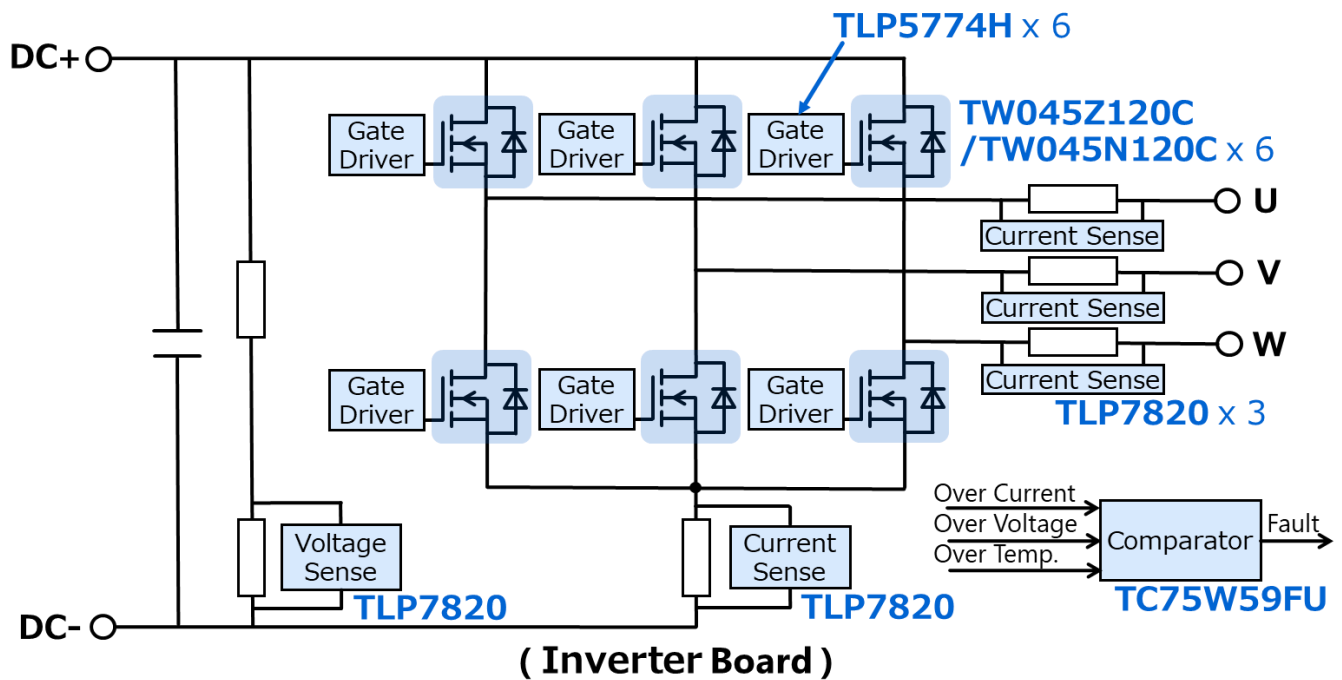 TLP5774H x 6
DC+
Gate
Driver
Gate
Driver
Gate
Driver
TW045Z120C
/TW045N120C x 6
U
Current Sense
V
Current Sense
W
Current Sense
TLP7820 x 3
Gate
Driver
Gate
Driver
Gate
Driver
Over Current
Over Voltage
Over Temp.
Comparator
Fault
TC75W59FU
Voltage
Sense
TLP7820
Current
Sense
TLP7820
DC-
( Inverter Board )